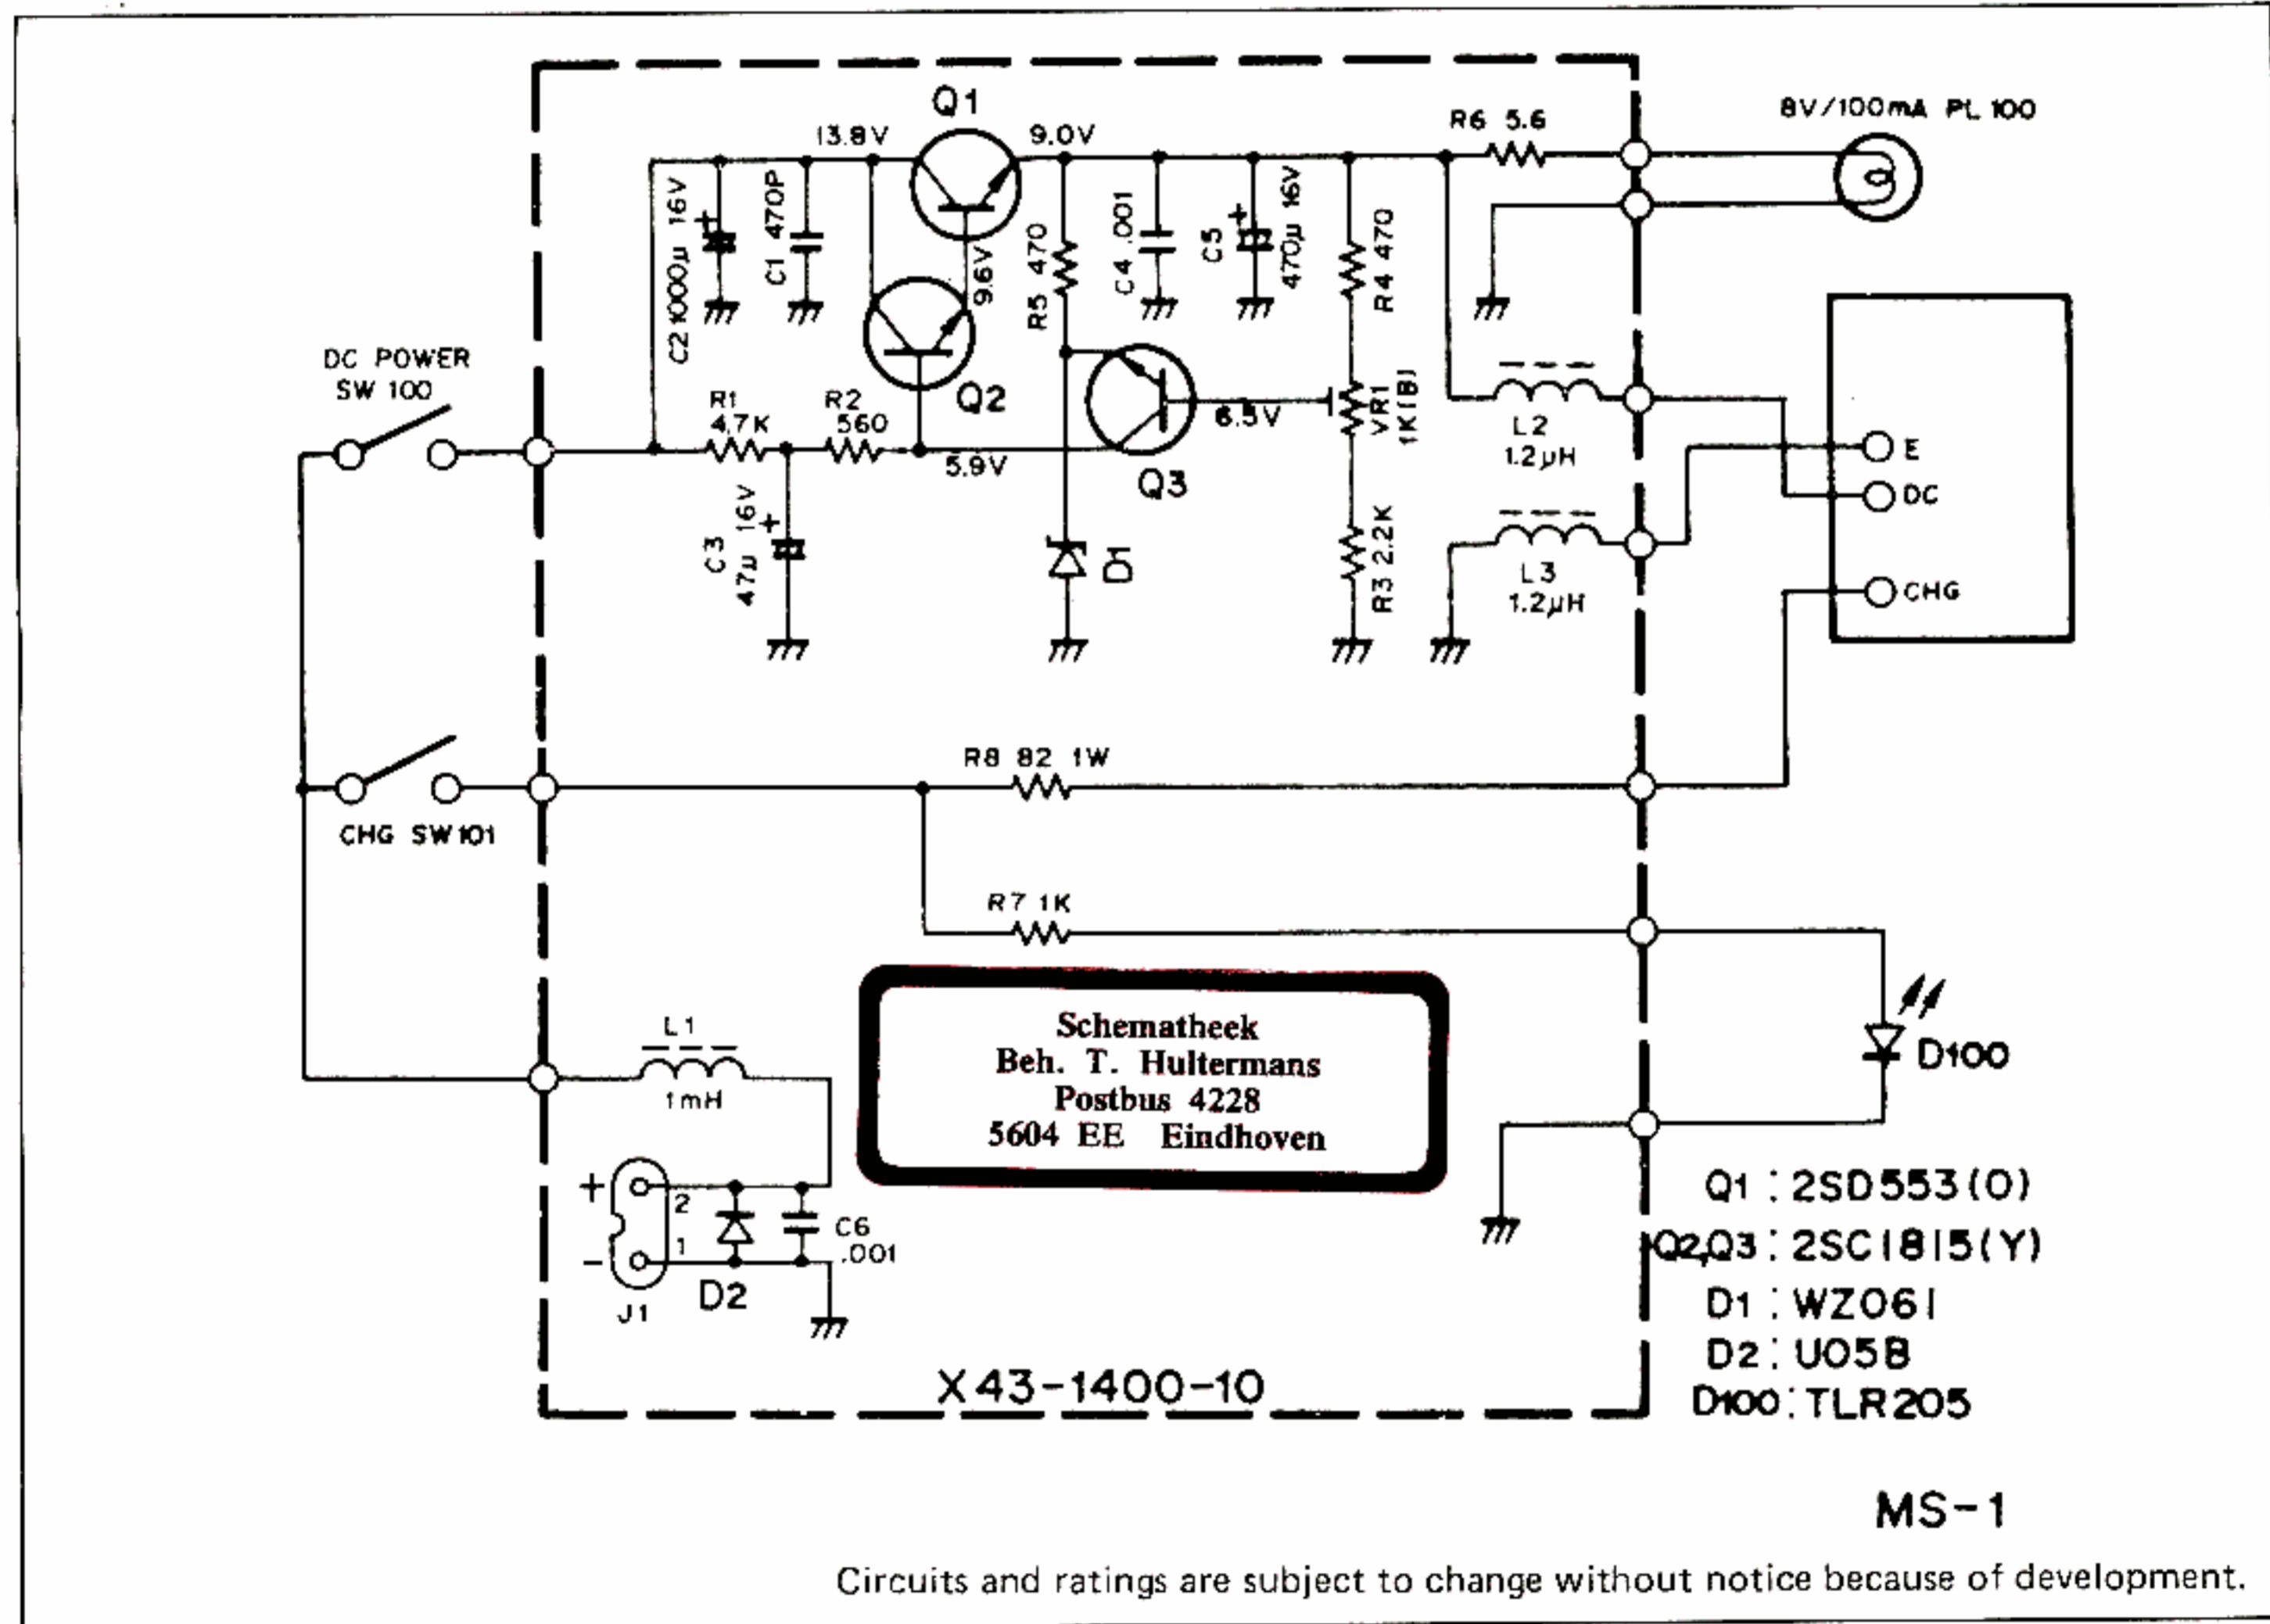 Q1
13.8V
9.0V
R6 5.6
8V/100mA PL 100
C2 1000µ 16V
+
C1 470P
9.6V
R5 470
C4 .001
C5
+
470µ 16V
R4 470
DC POWER
SW 100
R1
4.7K
R2
560
Q2
5.9V
Q3
6.5V
VR1
1K(B)
L2
1.2µH
E
DC
C3
47µ 16V
+
D1
R3 2.2K
L3
1.2µH
CHG
R8 82 1W
CHG SW101
R7 1K
L1
1mH
Schematheek
Beh. T. Hultermans
Postbus 4228
5604 EE Eindhoven
D100
+
2
1
-
C6
.001
J1
D2
Q1 : 2SD553(O)
Q2,Q3 : 2SC1815(Y)
D1 : WZ061
D2 : U05B
D100 : TLR205
X43-1400-10
MS-1
Circuits and ratings are subject to change without notice because of development.